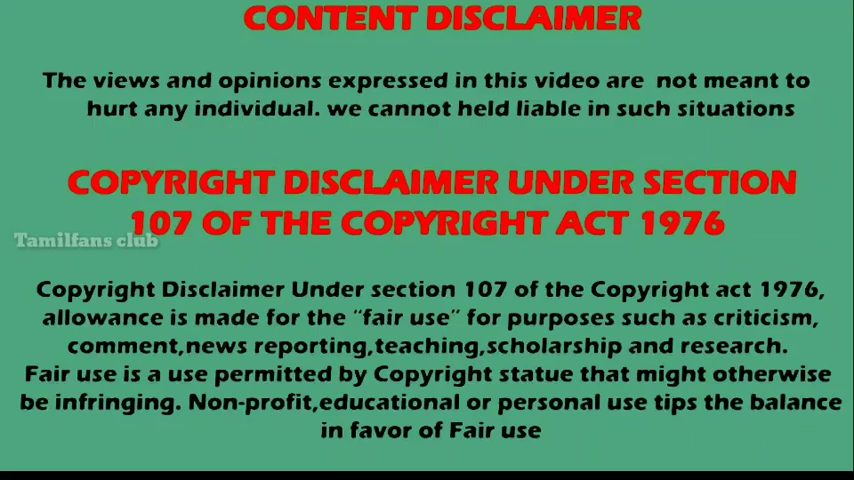 CONTENT DISCLAIMER
The views and opinions expressed in this video are not meant to
hurt any individual. we cannot held liable in such situations
COPYRIGHT DISCLAIMER UNDER SECTION
107 OF THE COPYRIGHT ACT 1976
Tamilfans club
Copyright Disclaimer Under section 107 of the Copyright act 1976,
allowance is made for the “fair use” for purposes such as criticism,
comment,news reporting,teaching,scholarship and research.
Fair use is a use permitted by Copyright statue that might otherwise
be infringing. Non-profit,educational or personal use tips the balance
in favor of Fair use